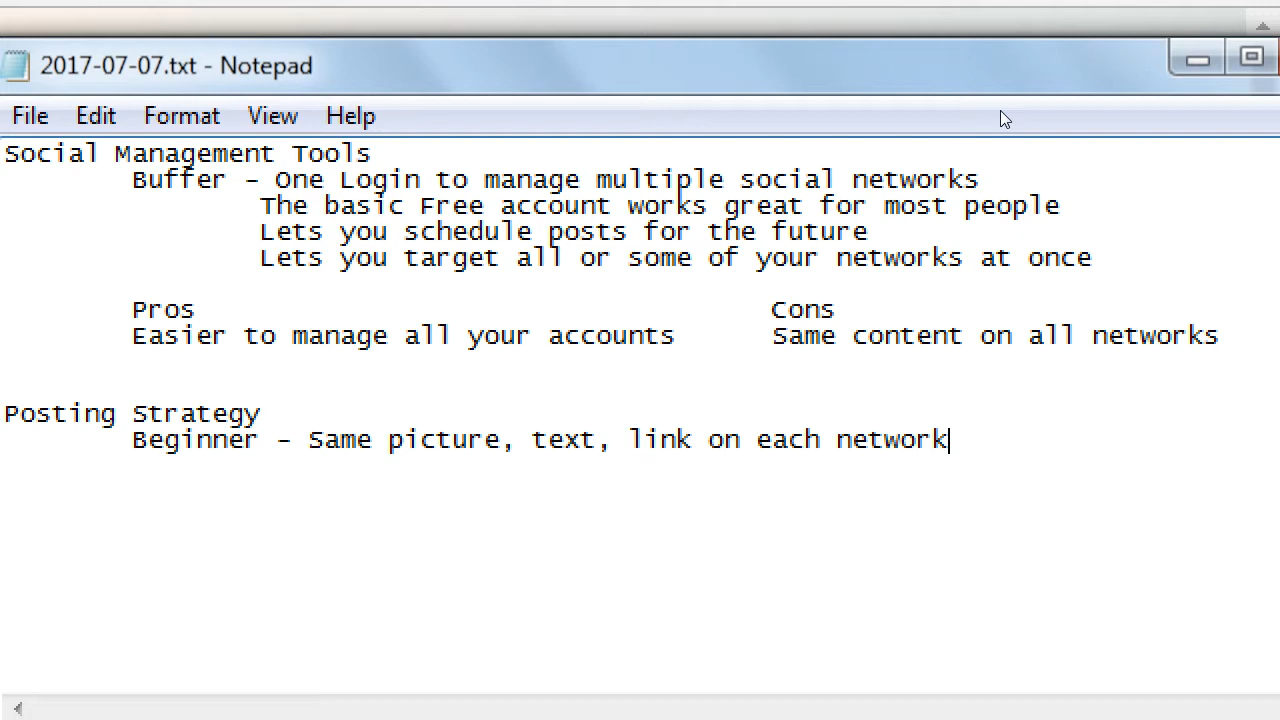 2017-07-07.txt - Notepad
File Edit Format View Help
Social Management Tools
Buffer - One Login to manage multiple social networks
The basic Free account works great for most people
Lets you schedule posts for the future
Lets you target all or some of your networks at once
Pros Cons
Easier to manage all your accounts Same content on all networks
Posting Strategy
Beginner - Same picture, text, link on each network